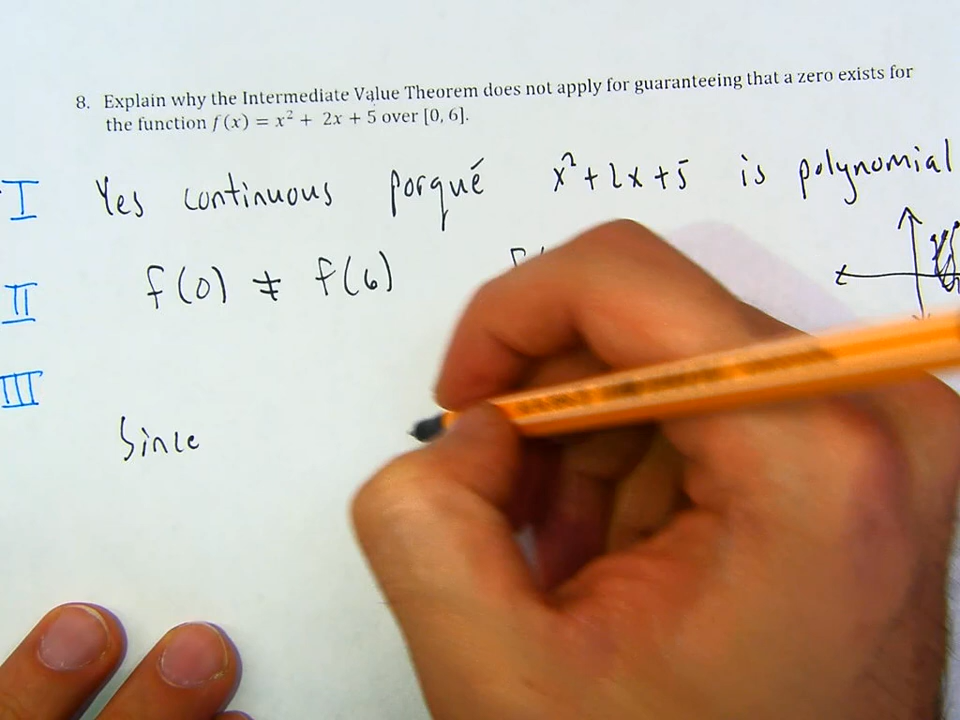 8. Explain why the Intermediate Value Theorem does not apply for guaranteeing that a zero exists for
the function f(x) = x² + 2x + 5 over [0, 6].
I Yes continuous porqué x²+2x+5 is polynomial
II f(0) ≠ f(6)
III
Since